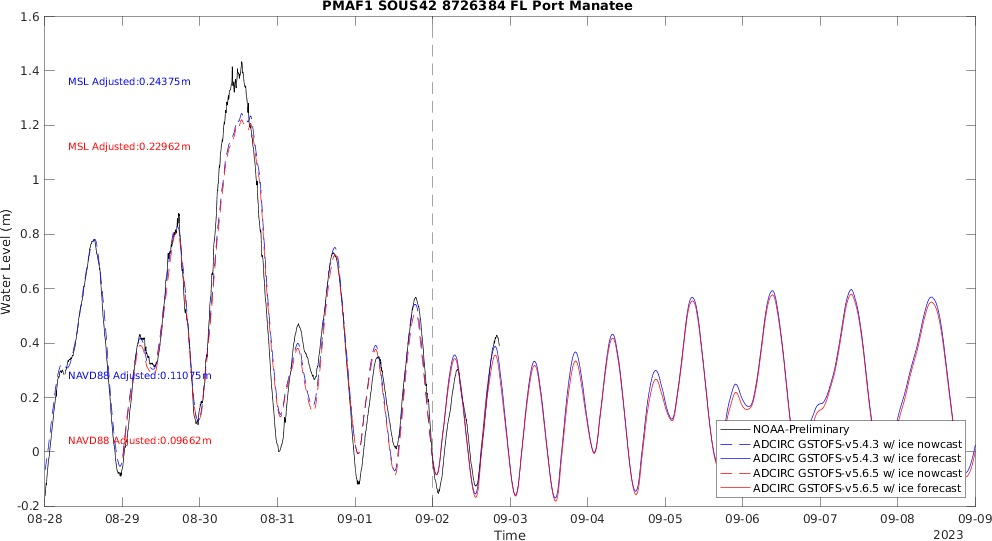 PMAF1 SOUS42 8726384 FL Port Manatee
1.6
1.4
1.2
1
0.8
0.6
0.4
0.2
0
-0.2
Water Level (m)
MSL Adjusted:0.24375m
MSL Adjusted:0.22962m
NAVD88 Adjusted:0.11075m
NAVD88 Adjusted:0.09662m
NOAA-Preliminary
ADCIRC GSTOFS-v5.4.3 w/ ice nowcast
ADCIRC GSTOFS-v5.4.3 w/ ice forecast
ADCIRC GSTOFS-v5.6.5 w/ ice nowcast
ADCIRC GSTOFS-v5.6.5 w/ ice forecast
08-28 08-29 08-30 08-31 09-01 09-02 09-03 09-04 09-05 09-06 09-07 09-08 09-09
Time
2023